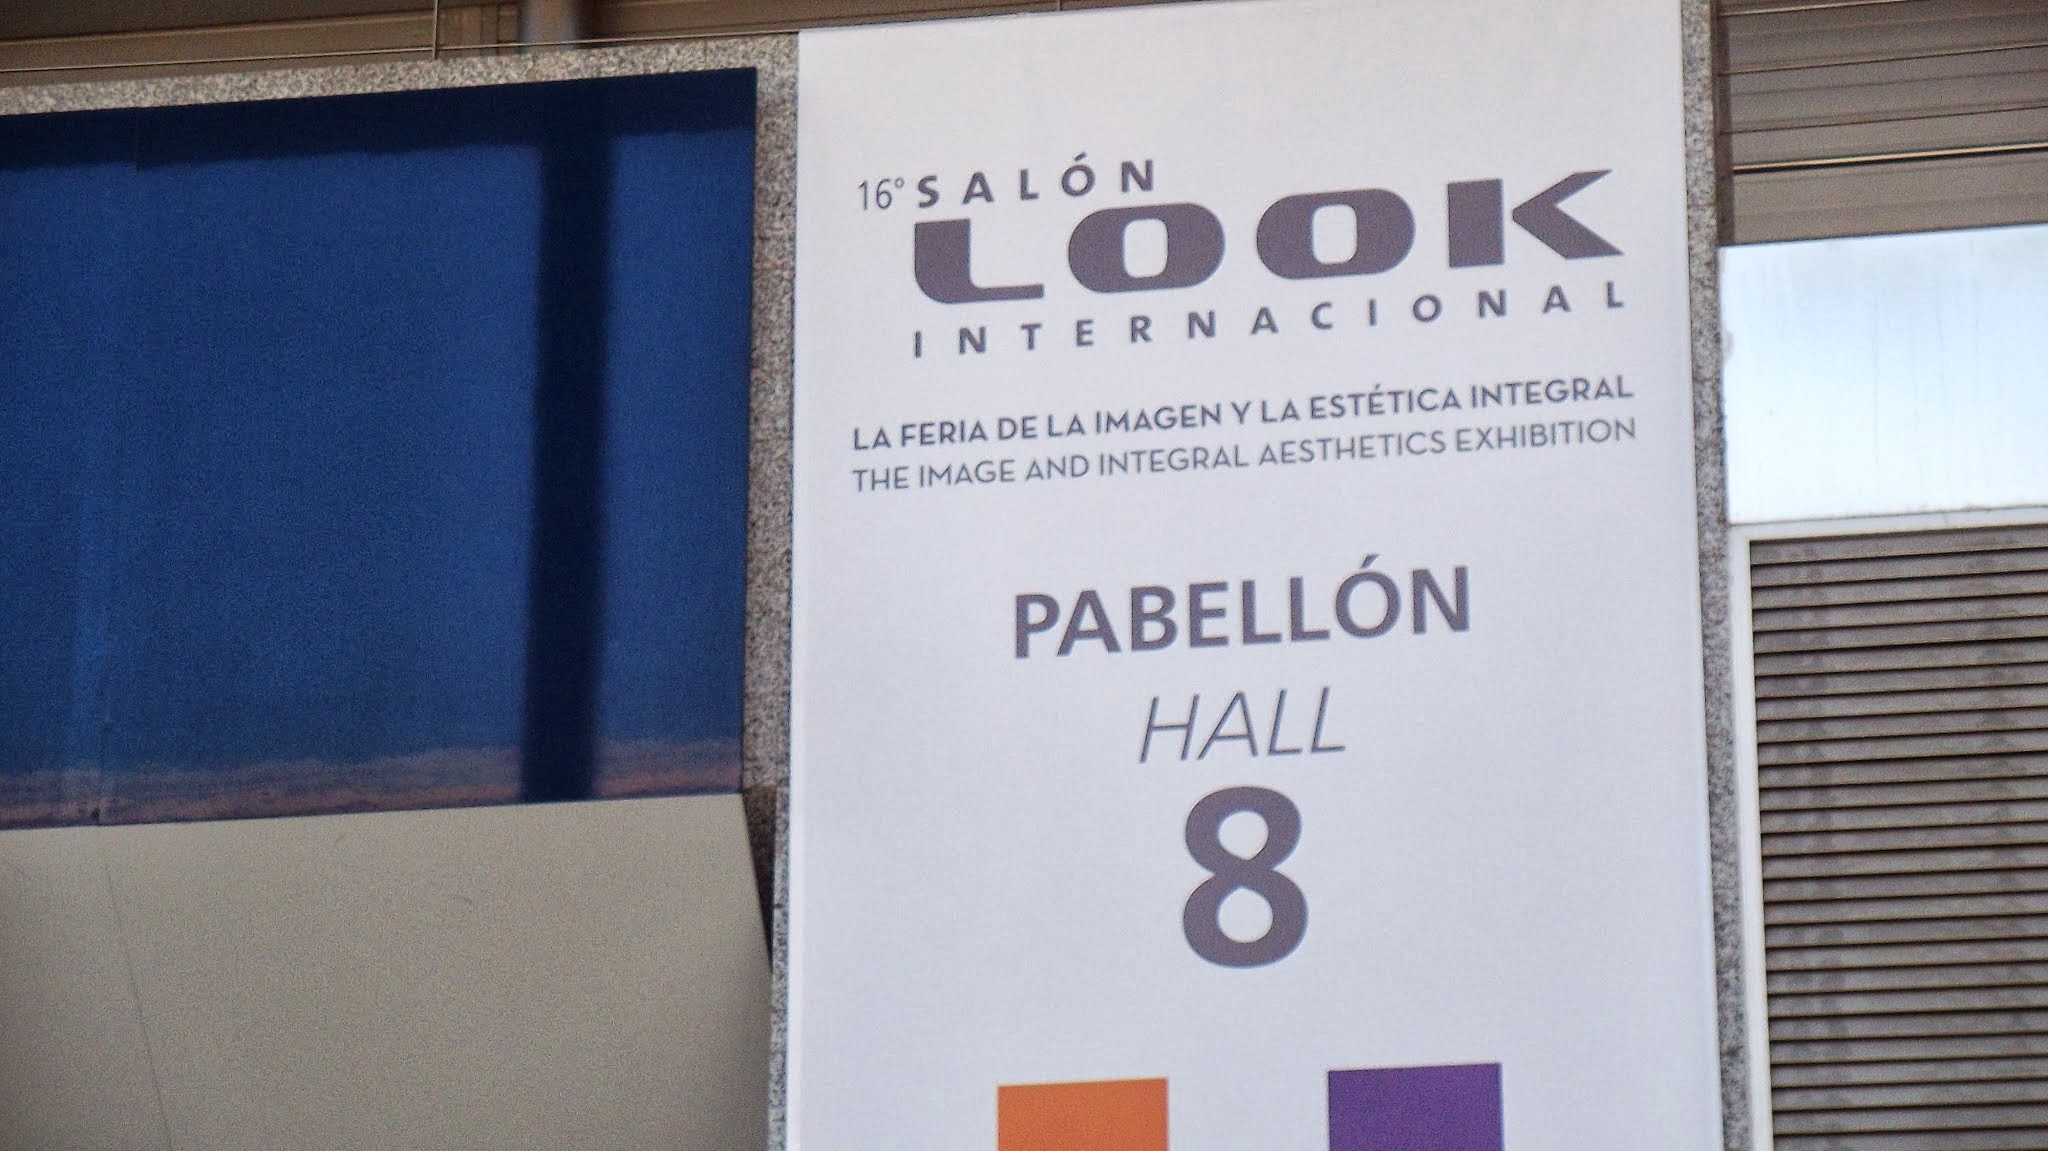 16º SALÓN
LOOK
INTERNACIONAL
LA FERIA DE LA IMAGEN Y LA ESTÉTICA INTEGRAL
THE IMAGE AND INTEGRAL AESTHETICS EXHIBITION
PABELLÓN
HALL
8